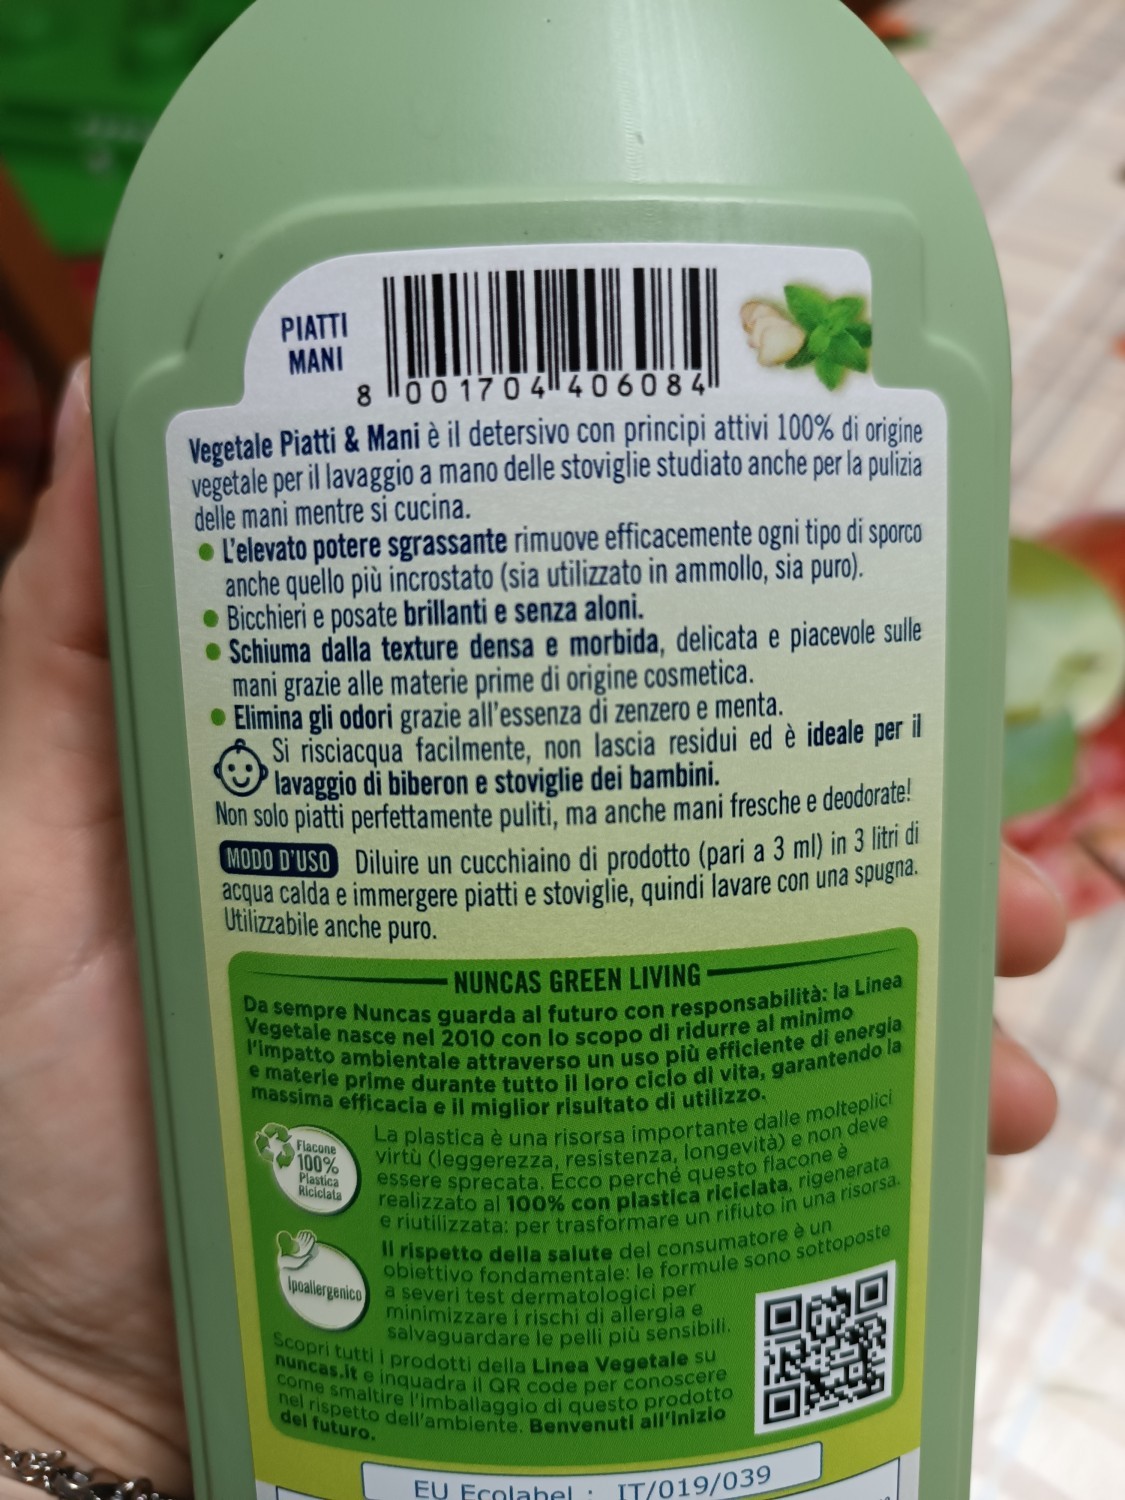 PIATTI
MANI
8 001704 406084
Vegetale Piatti & Mani è il detersivo con principi attivi 100% di origine
vegetale per il lavaggio a mano delle stoviglie studiato anche per la pulizia
delle mani mentre si cucina.
• L'elevato potere sgrassante rimuove efficacemente ogni tipo di sporco
anche quello più incrostato (sia utilizzato in ammollo, sia puro).
• Bicchieri e posate brillanti e senza aloni.
• Schiuma dalla texture densa e morbida, delicata e piacevole sulle
mani grazie alle materie prime di origine cosmetica.
• Elimina gli odori grazie all'essenza di zenzero e menta.
Si risciacqua facilmente, non lascia residui ed è ideale per il
lavaggio di biberon e stoviglie dei bambini.
Non solo piatti perfettamente puliti, ma anche mani fresche e deodorate!
MODO D'USO Diluire un cucchiaino di prodotto (pari a 3 ml) in 3 litri di
acqua calda e immergere piatti e stoviglie, quindi lavare con una spugna.
Utilizzabile anche puro.
NUNCAS GREEN LIVING
Da sempre Nuncas guarda al futuro con responsabilità: la Linea
Vegetale nasce nel 2010 con lo scopo di ridurre al minimo
l'impatto ambientale attraverso un uso più efficiente di energia
e materie prime durante tutto il loro ciclo di vita, garantendo la
massima efficacia e il miglior risultato di utilizzo.
Flacone
100%
Plastica
Riciclata
La plastica è una risorsa importante dalle molteplici
virtù (leggerezza, resistenza, longevità) e non deve
essere sprecata. Ecco perché questo flacone è
realizzato al 100% con plastica riciclata, rigenerata
e riutilizzata: per trasformare un rifiuto in una risorsa.
Ipoallergenico
Il rispetto della salute del consumatore è un
obiettivo fondamentale: le formule sono sottoposte
a severi test dermatologici per
minimizzare i rischi di allergia e
salvaguardare le pelli più sensibili.
Scopri tutti i prodotti della Linea Vegetale su
nuncas.it e inquadra il QR code per conoscere
come smaltire l'imballaggio di questo prodotto
nel rispetto dell'ambiente. Benvenuti all'inizio
del futuro.
EU Ecolabel : IT/019/039